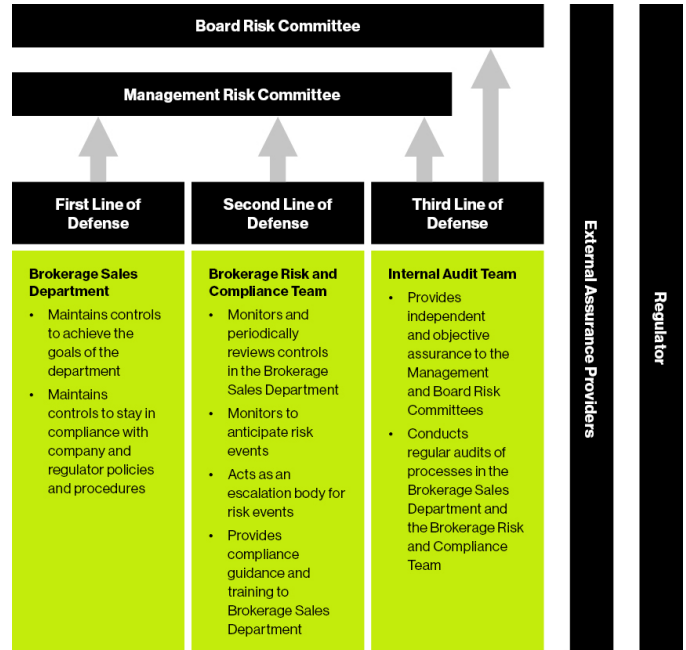 Board Risk Committee
Management Risk Committee
First Line of
Defense
Second Line of
Defense
Third Line of
Defense
Brokerage Sales
Department
• Maintains controls
to achieve the
goals of the
department
• Maintains
controls to stay in
compliance with
company and
regulator policies
and procedures
Brokerage Risk and
Compliance Team
• Monitors and
periodically
reviews controls
in the Brokerage
Sales Department
• Monitors to
anticipate risk
events
• Acts as an
escalation body for
risk events
• Provides
compliance
guidance and
training to
Brokerage Sales
Department
Internal Audit Team
• Provides
independent
and objective
assurance to the
Management
and Board Risk
Committees
• Conducts
regular audits of
processes in the
Brokerage Sales
Department and
the Brokerage Risk
and Compliance
Team
External Assurance Providers
Regulator